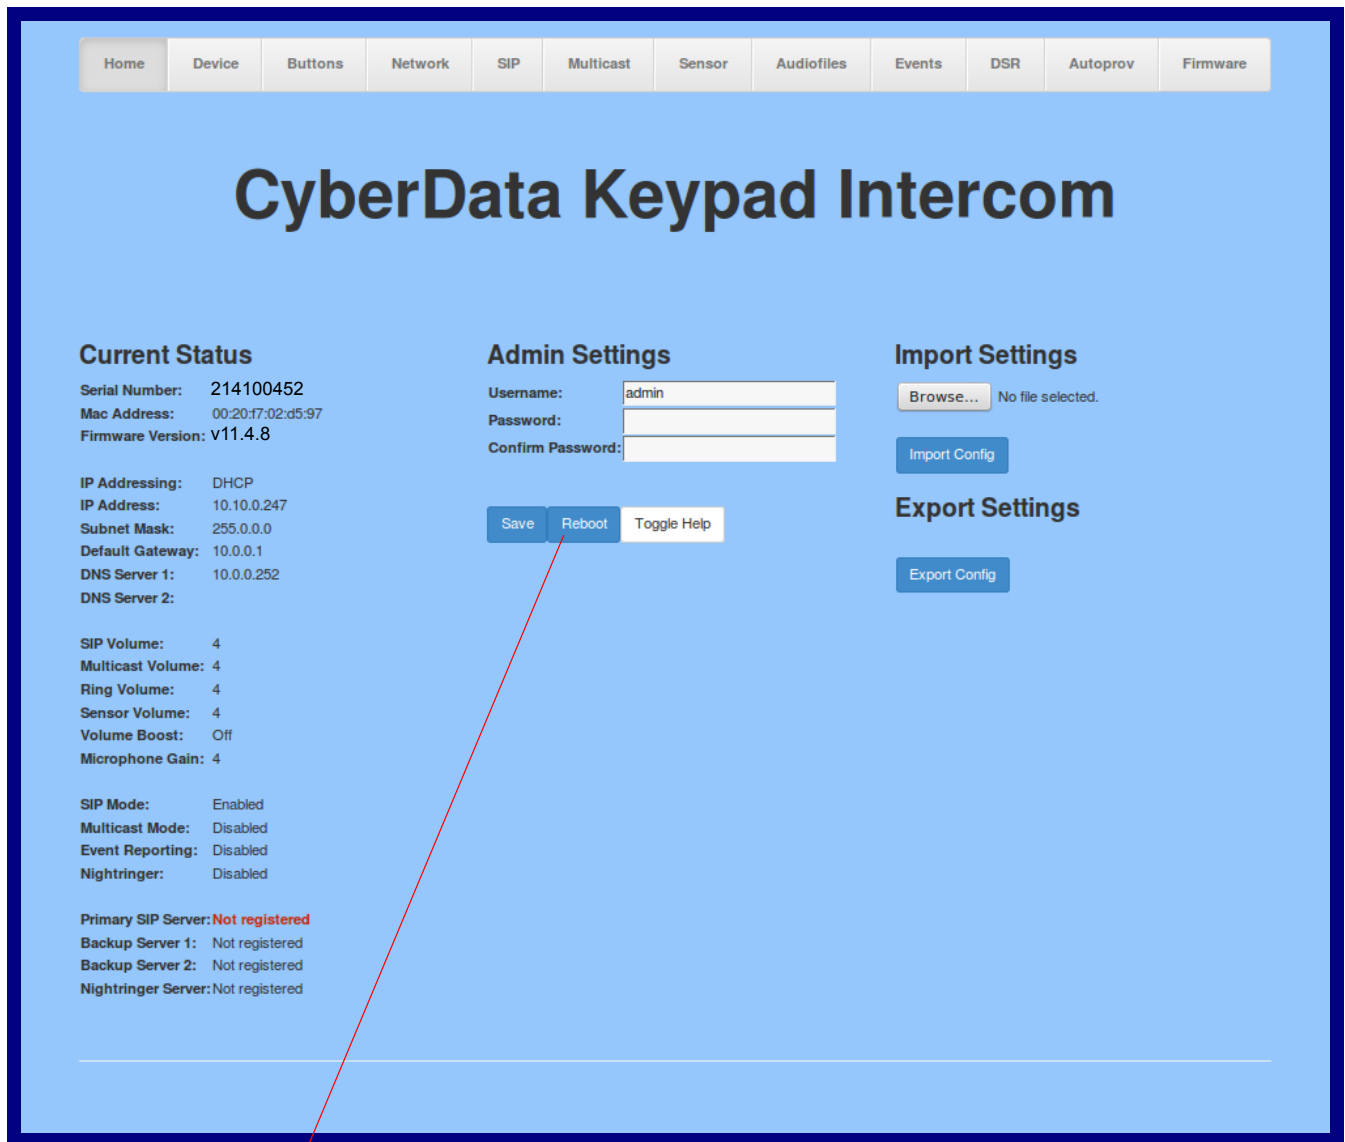 Home Device Buttons Network SIP Multicast Sensor Audiofiles Events DSR Autoprov Firmware
CyberData Keypad Intercom
Current Status
Serial Number: 214100452
Mac Address: 00:20:f7:02:d5:97
Firmware Version: v11.4.8
IP Addressing: DHCP
IP Address: 10.10.0.247
Subnet Mask: 255.0.0.0
Default Gateway: 10.0.0.1
DNS Server 1: 10.0.0.252
DNS Server 2:
SIP Volume: 4
Multicast Volume: 4
Ring Volume: 4
Sensor Volume: 4
Volume Boost: Off
Microphone Gain: 4
SIP Mode: Enabled
Multicast Mode: Disabled
Event Reporting: Disabled
Nightringer: Disabled
Primary SIP Server: Not registered
Backup Server 1: Not registered
Backup Server 2: Not registered
Nightringer Server: Not registered
Admin Settings
Username: admin
Password:
Confirm Password:
Save Reboot Toggle Help
Import Settings
Browse... No file selected.
Import Config
Export Settings
Export Config